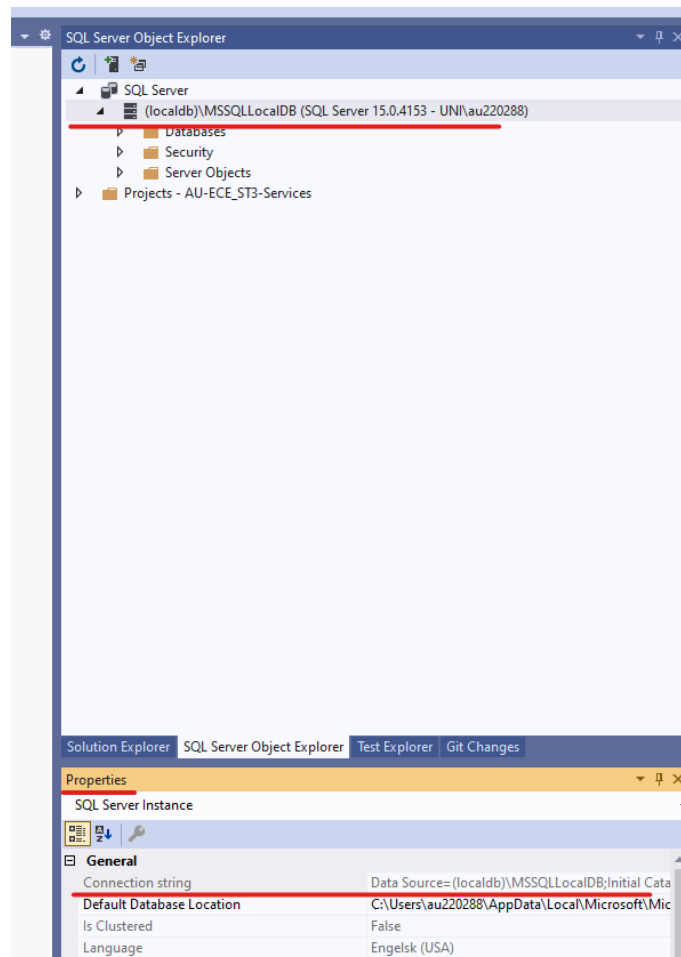 SQL Server Object Explorer
SQL Server
(localdb)\MSSQLLocalDB (SQL Server 15.0.4153 - UNI\au220288)
Databases
Security
Server Objects
Projects - AU-ECE_ST3-Services
Solution Explorer SQL Server Object Explorer Test Explorer Git Changes
Properties
SQL Server Instance
General
Connection string Data Source=(localdb)\MSSQLLocalDB;Initial Cata
Default Database Location C:\Users\au220288\AppData\Local\Microsoft\Mic
Is Clustered False
Language Engelsk (USA)